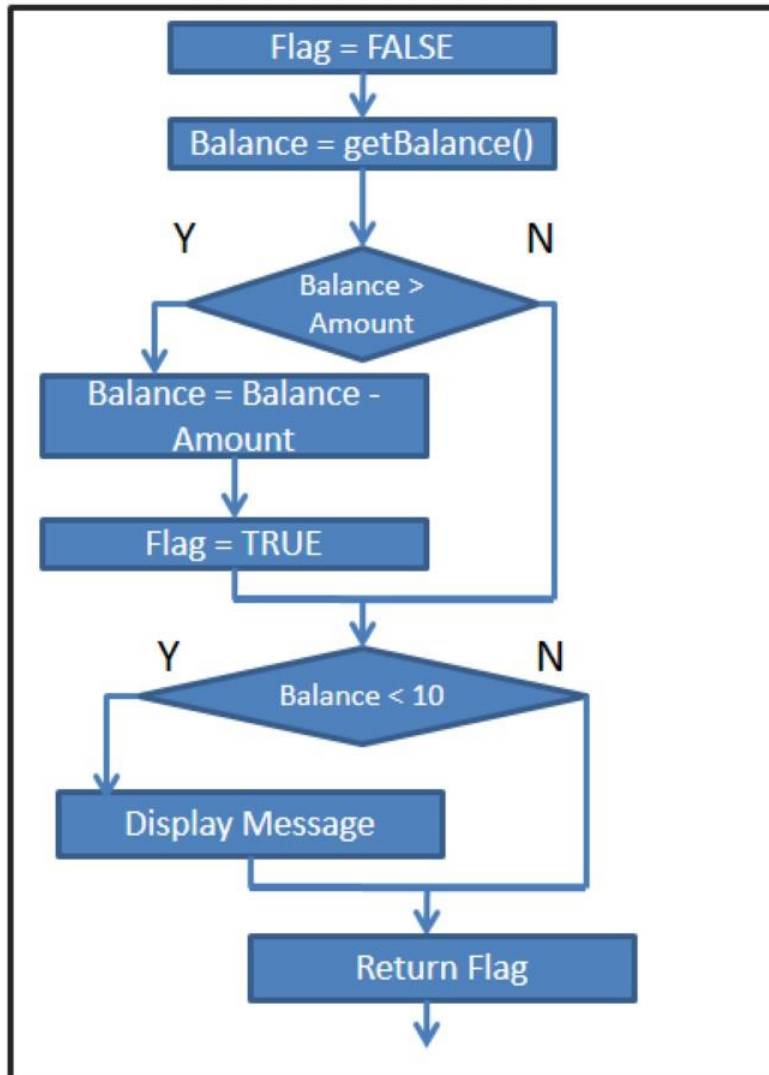 Flag = FALSE
Balance = getBalance()
Y
N
Balance >
Amount
Balance = Balance -
Amount
Flag = TRUE
Y
N
Balance < 10
Display Message
Return Flag